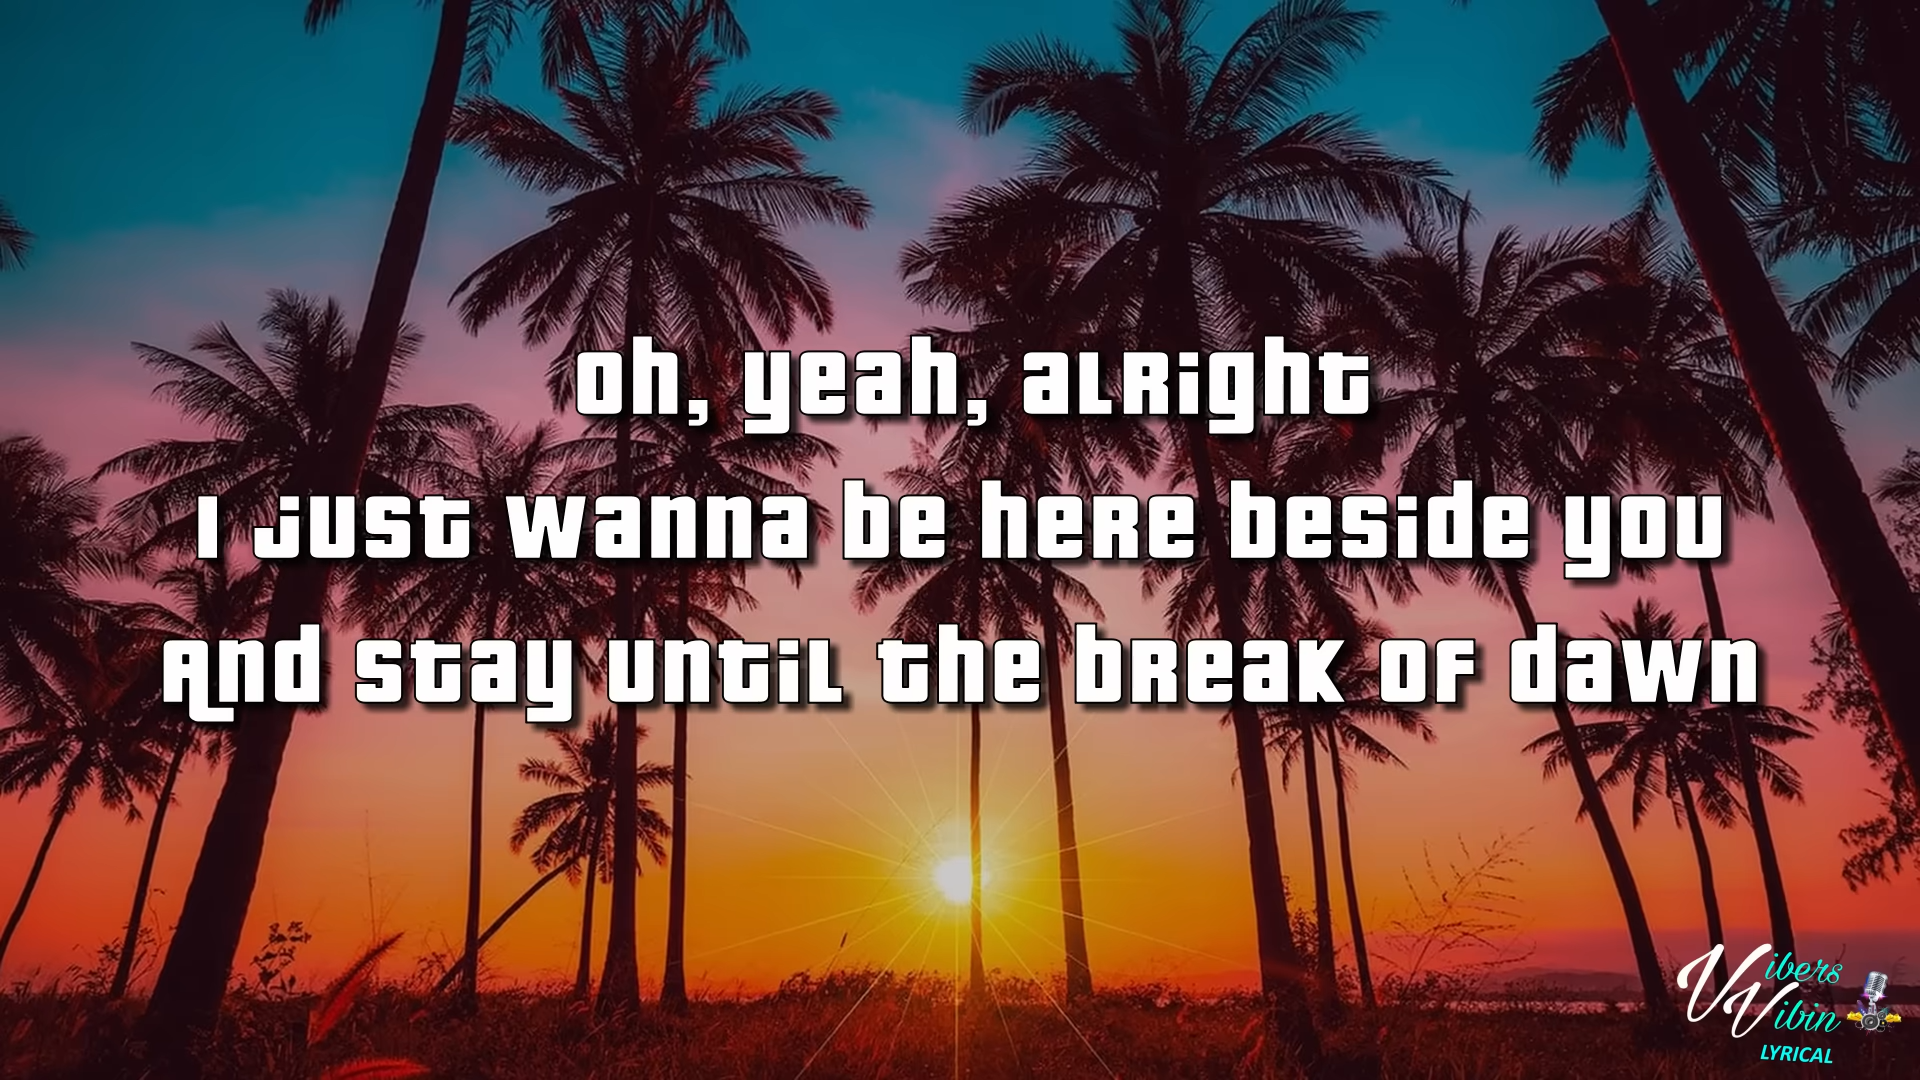 Oh, yeah, alright
I just wanna be here beside you
And stay until the break of dawn
Vibers
Vibin
LYRICAL